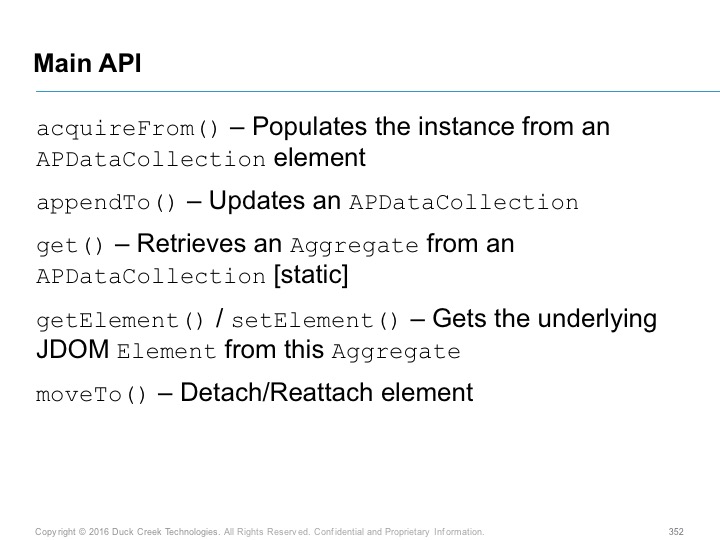 Main API
acquireFrom() – Populates the instance from an
APDataCollection element
appendTo() – Updates an APDataCollection
get() – Retrieves an Aggregate from an
APDataCollection [static]
getElement() / setElement() – Gets the underlying
JDOM Element from this Aggregate
moveTo() – Detach/Reattach element
Copyright © 2016 Duck Creek Technologies. All Rights Reserved. Confidential and Proprietary Information.
352